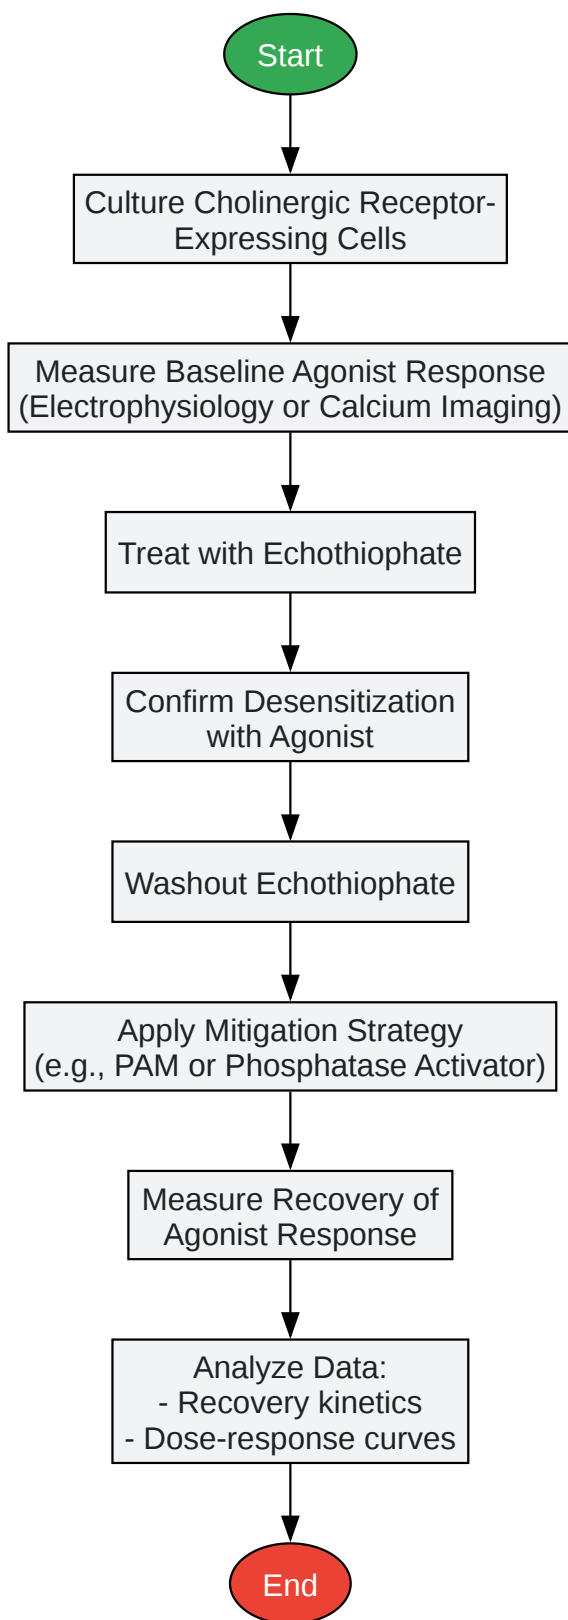 Start
Culture Cholinergic Receptor-
Expressing Cells
Measure Baseline Agonist Response
(Electrophysiology or Calcium Imaging)
Treat with Echothiophate
Confirm Desensitization
with Agonist
Washout Echothiophate
Apply Mitigation Strategy
(e.g., PAM or Phosphatase Activator)
Measure Recovery of
Agonist Response
Analyze Data:
- Recovery kinetics
- Dose-response curves
End